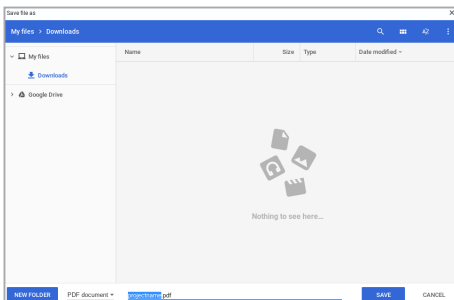 Save file as
My files > Downloads
My files
Downloads
Google Drive
Name Size Type Date modified
Nothing to see here...
NEW FOLDER PDF document projectname.pdf SAVE CANCEL